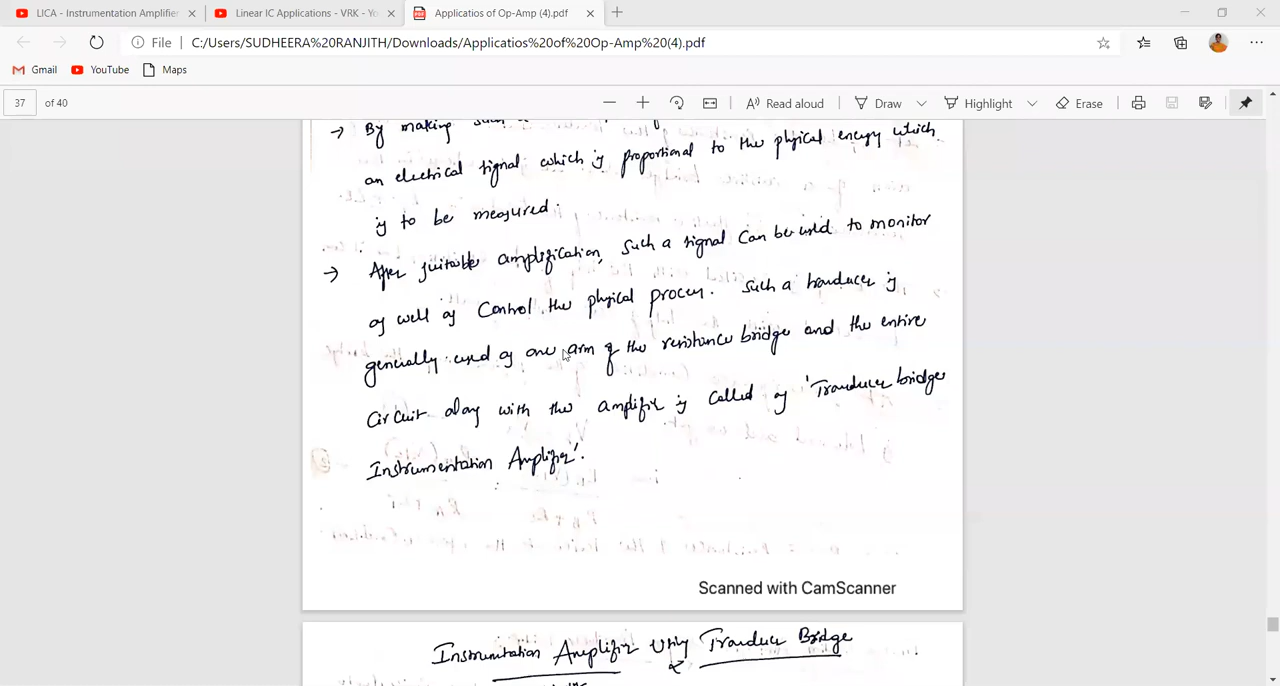 LICA - Instrumentation Amplifier
Linear IC Applications - VRK - Yo
Applicatios of Op-Amp (4).pdf
File
C:/Users/SUDHEERA%20RANJITH/Downloads/Applicatios%20of%20Op-Amp%20(4).pdf
Gmail YouTube Maps
37 of 40
Read aloud Draw Highlight Erase
→ By making such
an electrical signal which is proportional to the physical energy which
is to be measured.
→ After suitable amplification, such a signal can be used to monitor
as well as control the physical process. Such a transducer is
generally used as one arm of the resistance bridge and the entire
circuit along with the amplifier is called as 'Transducer bridge
Instrumentation Amplifier'.
Scanned with CamScanner
Instrumentation Amplifier Using Transducer Bridge